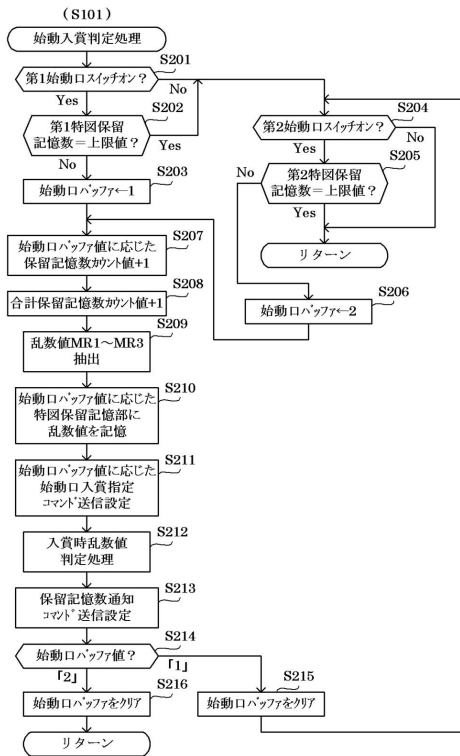 (S101)
始動入賞判定処理
S201
第1始動口スイッチオン?
No
Yes
S202
第1特図保留
記憶数=上限値?
Yes
No
S203
始動口バッファ←1
S204
第2始動口スイッチオン?
No
Yes
S205
第2特図保留
記憶数=上限値?
No
Yes
リターン
S206
始動口バッファ←2
S207
始動口バッファ値に応じた
保留記憶数カウント値+1
S208
合計保留記憶数カウント値+1
S209
乱数値MR1～MR3
抽出
S210
始動口バッファ値に応じた
特図保留記憶部に
乱数値を記憶
S211
始動口バッファ値に応じた
始動口入賞指定
コマンド送信設定
S212
入賞時乱数値
判定処理
S213
保留記憶数通知
コマンド送信設定
S214
始動口バッファ値?
「1」
「2」
S216
始動口バッファをクリア
S215
始動口バッファをクリア
リターン